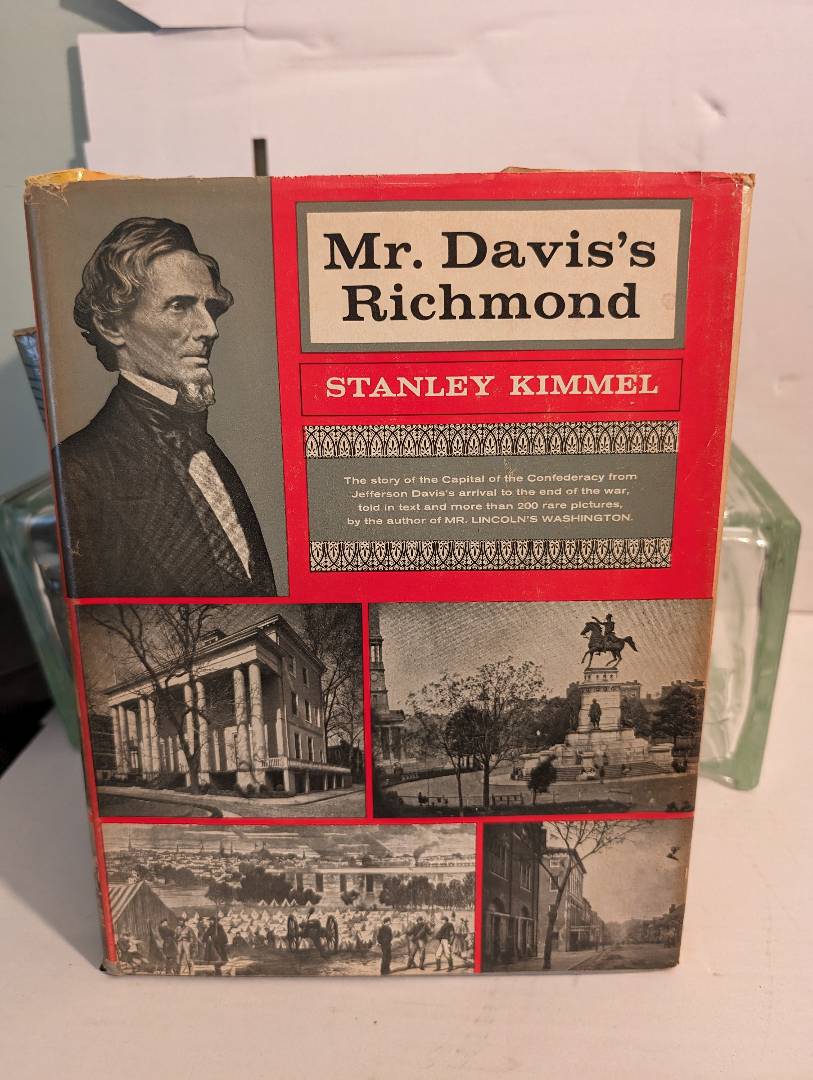 Mr. Davis's
Richmond
STANLEY KIMMEL
The story of the Capital of the Confederacy from
Jefferson Davis's arrival to the end of the war,
told in text and more than 200 rare pictures,
by the author of MR. LINCOLN'S WASHINGTON.